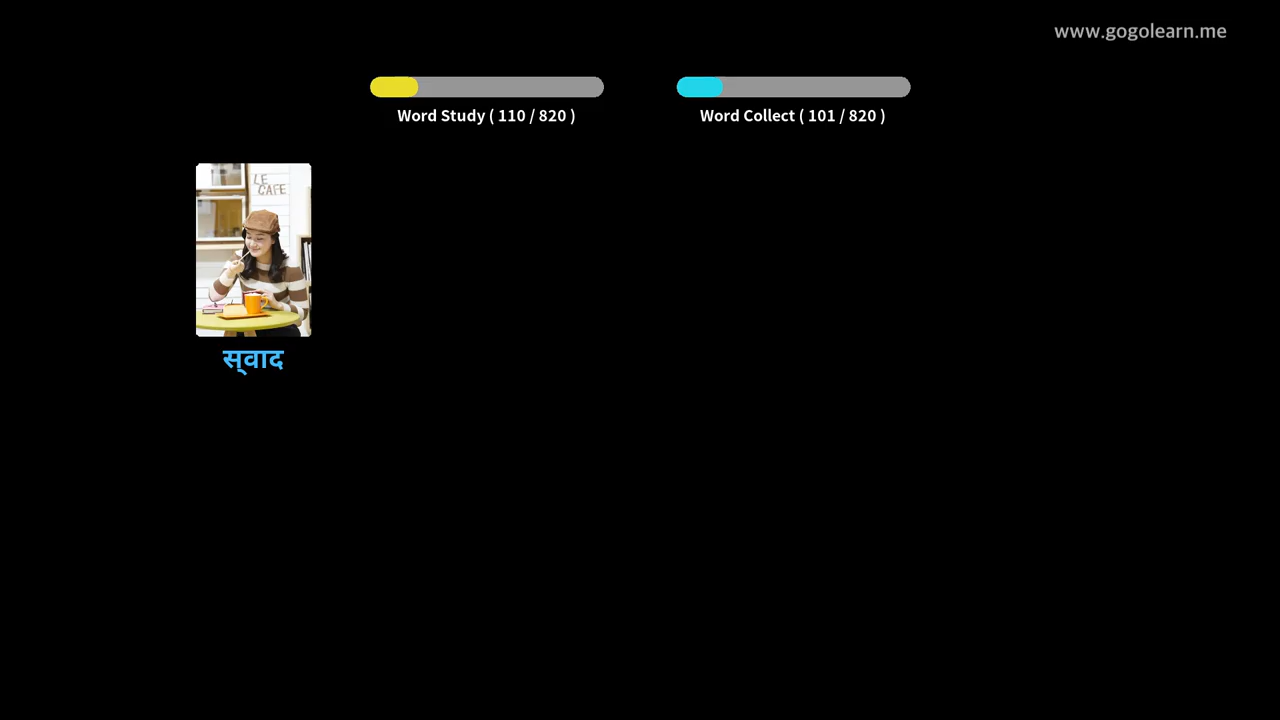 www.gogolearn.me
Word Study ( 110 / 820 )
Word Collect ( 101 / 820 )
LE
CAFE
स्‌वाद